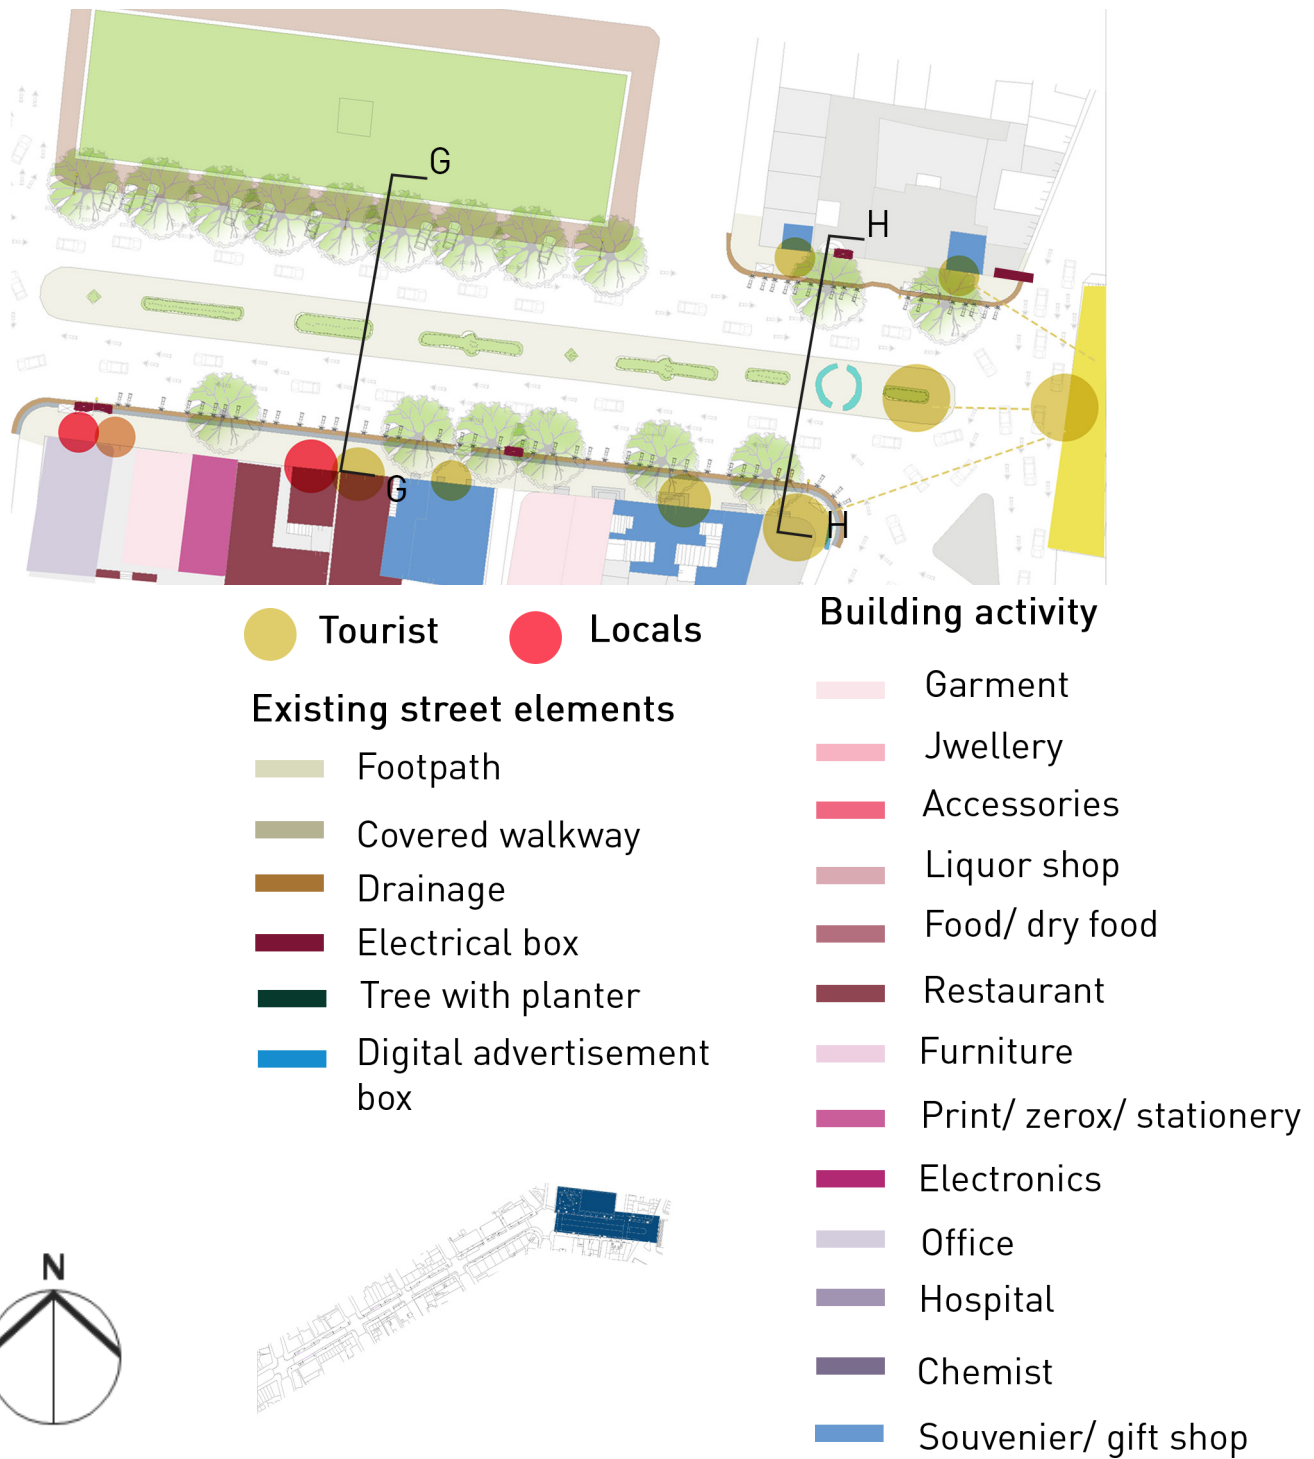 G
H
G
H
Tourist
Locals
Existing street elements
Footpath
Covered walkway
Drainage
Electrical box
Tree with planter
Digital advertisement
box
Building activity
Garment
Jwellery
Accessories
Liquor shop
Food/ dry food
Restaurant
Furniture
Print/ zerox/ stationery
Electronics
Office
Hospital
Chemist
Souvenier/ gift shop
N